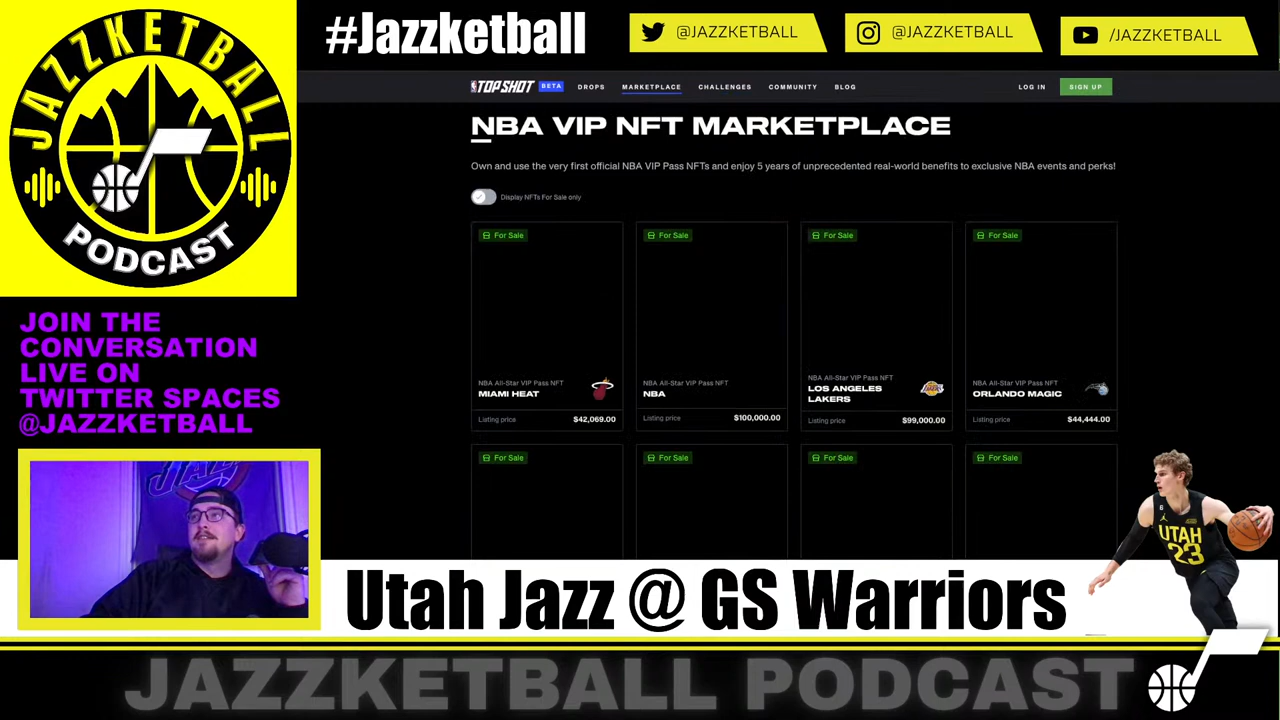 JAZZKETBALL
PODCAST
#Jazzketball
@JAZZKETBALL
@JAZZKETBALL
/JAZZKETBALL
NBA TOP SHOT BETA DROPS MARKETPLACE CHALLENGES COMMUNITY BLOG LOG IN SIGN UP
NBA VIP NFT MARKETPLACE
Own and use the very first official NBA VIP Pass NFTs and enjoy 5 years of unprecedented real-world benefits to exclusive NBA events and perks!
Display NFTs For Sale only
For Sale
NBA All-Star VIP Pass NFT
MIAMI HEAT
Listing price $42,069.00
For Sale
NBA All-Star VIP Pass NFT
NBA
Listing price $100,000.00
For Sale
NBA All-Star VIP Pass NFT
LOS ANGELES
LAKERS
Listing price $99,000.00
For Sale
NBA All-Star VIP Pass NFT
ORLANDO MAGIC
Listing price $44,444.00
For Sale
For Sale
For Sale
For Sale
JOIN THE
CONVERSATION
LIVE ON
TWITTER SPACES
@JAZZKETBALL
JAZZ
6
UTAH
23
Utah Jazz @ GS Warriors
JAZZKETBALL PODCAST